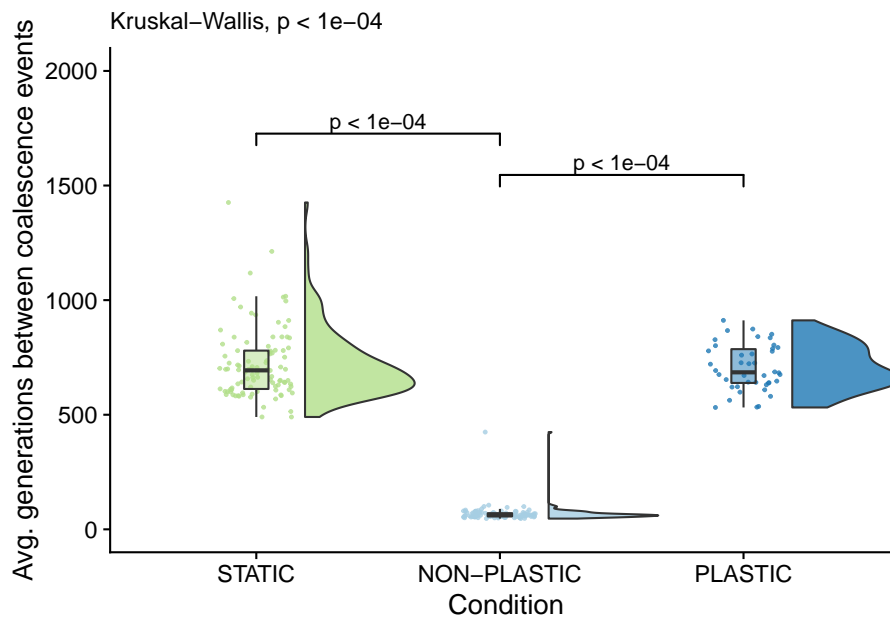 Kruskal−Wallis, p < 1e−04
Avg. generations between coalescence events
2000
1500
1000
500
0
p < 1e−04
p < 1e−04
STATIC
NON−PLASTIC
PLASTIC
Condition